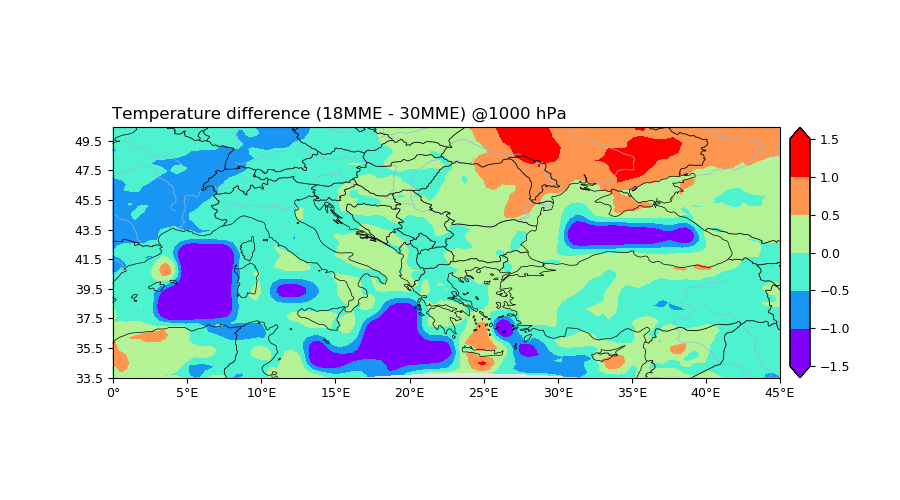 Temperature difference (18MME - 30MME) @1000 hPa
49.5
47.5
45.5
43.5
41.5
39.5
37.5
35.5
33.5
0°
5°E
10°E
15°E
20°E
25°E
30°E
35°E
40°E
45°E
1.5
1.0
0.5
0.0
−0.5
−1.0
−1.5